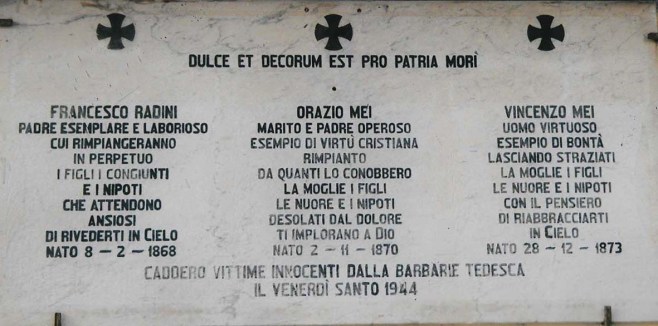 DULCE ET DECORUM EST PRO PATRIA MORÌ
FRANCESCO RADINI
PADRE ESEMPLARE E LABORIOSO
CUI RIMPIANGERANNO
IN PERPETUO
I FIGLI I CONGIUNTI
E I NIPOTI
CHE ATTENDONO
ANSIOSI
DI RIVEDERTI IN CIELO
NATO 8 - 2 - 1868
ORAZIO MEI
MARITO E PADRE OPEROSO
ESEMPIO DI VIRTÙ CRISTIANA
RIMPIANTO
DA QUANTI LO CONOBBERO
LA MOGLIE I FIGLI
LE NUORE E I NIPOTI
DESOLATI DAL DOLORE
TI IMPLORANO A DIO
NATO 2 - 11 - 1870
VINCENZO MEI
UOMO VIRTUOSO
ESEMPIO DI BONTÀ
LASCIANDO STRAZIATI
LA MOGLIE I FIGLI
LE NUORE E I NIPOTI
CON IL PENSIERO
DI RIABBRACCIARTI
IN CIELO
NATO 28 - 12 - 1873
CADDERO VITTIME INNOCENTI DALLA BARBARIE TEDESCA
IL VENERDÌ SANTO 1944